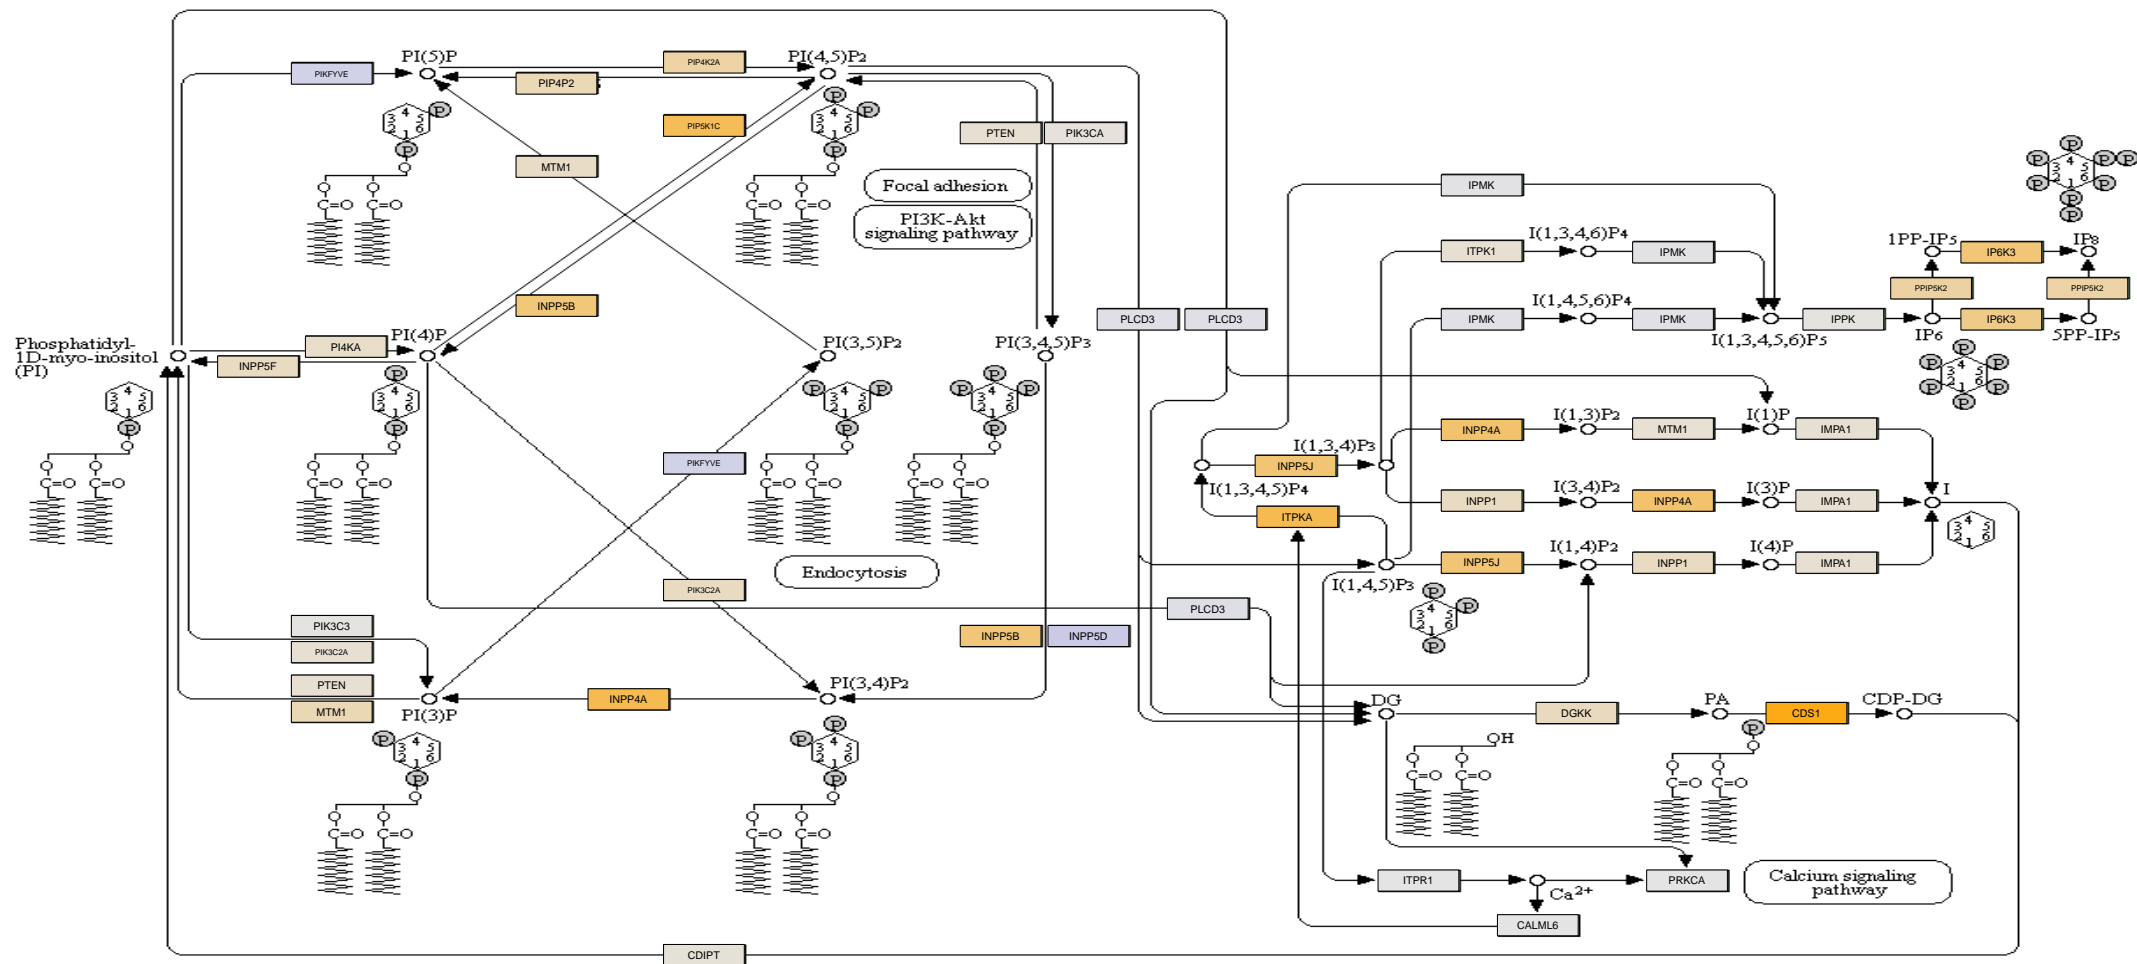 PI(5)P
PI(4,5)P2
PIKFYVE
PIP4K2A
PIP4P2
PIP5K1C
MTM1
PTEN
PIK3CA
Focal adhesion
PI3K-Akt
signaling pathway
INPP5B
Phosphatidyl-
1D-myo-inositol
(PI)
PI4KA
INPP5F
PI(4)P
PI(3,5)P2
PI(3,4,5)P3
PIKFYVE
Endocytosis
PIK3C2A
PIK3C3
PIK3C2A
PTEN
MTM1
PI(3)P
INPP4A
PI(3,4)P2
INPP5B
INPP5D
PLCD3
PLCD3
PLCD3
IPMK
ITPK1
I(1,3,4,6)P4
IPMK
IPMK
I(1,4,5,6)P4
IPMK
I(1,3,4,5,6)P5
IPPK
IP6
1PP-IP5
IP6K3
IP8
PPIP5K2
PPIP5K2
IP6K3
5PP-IP5
I(1,3,4)P3
INPP5J
I(1,3,4,5)P4
ITPKA
INPP4A
I(1,3)P2
MTM1
I(1)P
IMPA1
INPP1
I(3,4)P2
INPP4A
I(3)P
IMPA1
I
I(1,4,5)P3
INPP5J
I(1,4)P2
INPP1
I(4)P
IMPA1
DG
DGKK
PA
CDS1
CDP-DG
OH
ITPR1
Ca2+
PRKCA
CALML6
Calcium signaling
pathway
CDIPT